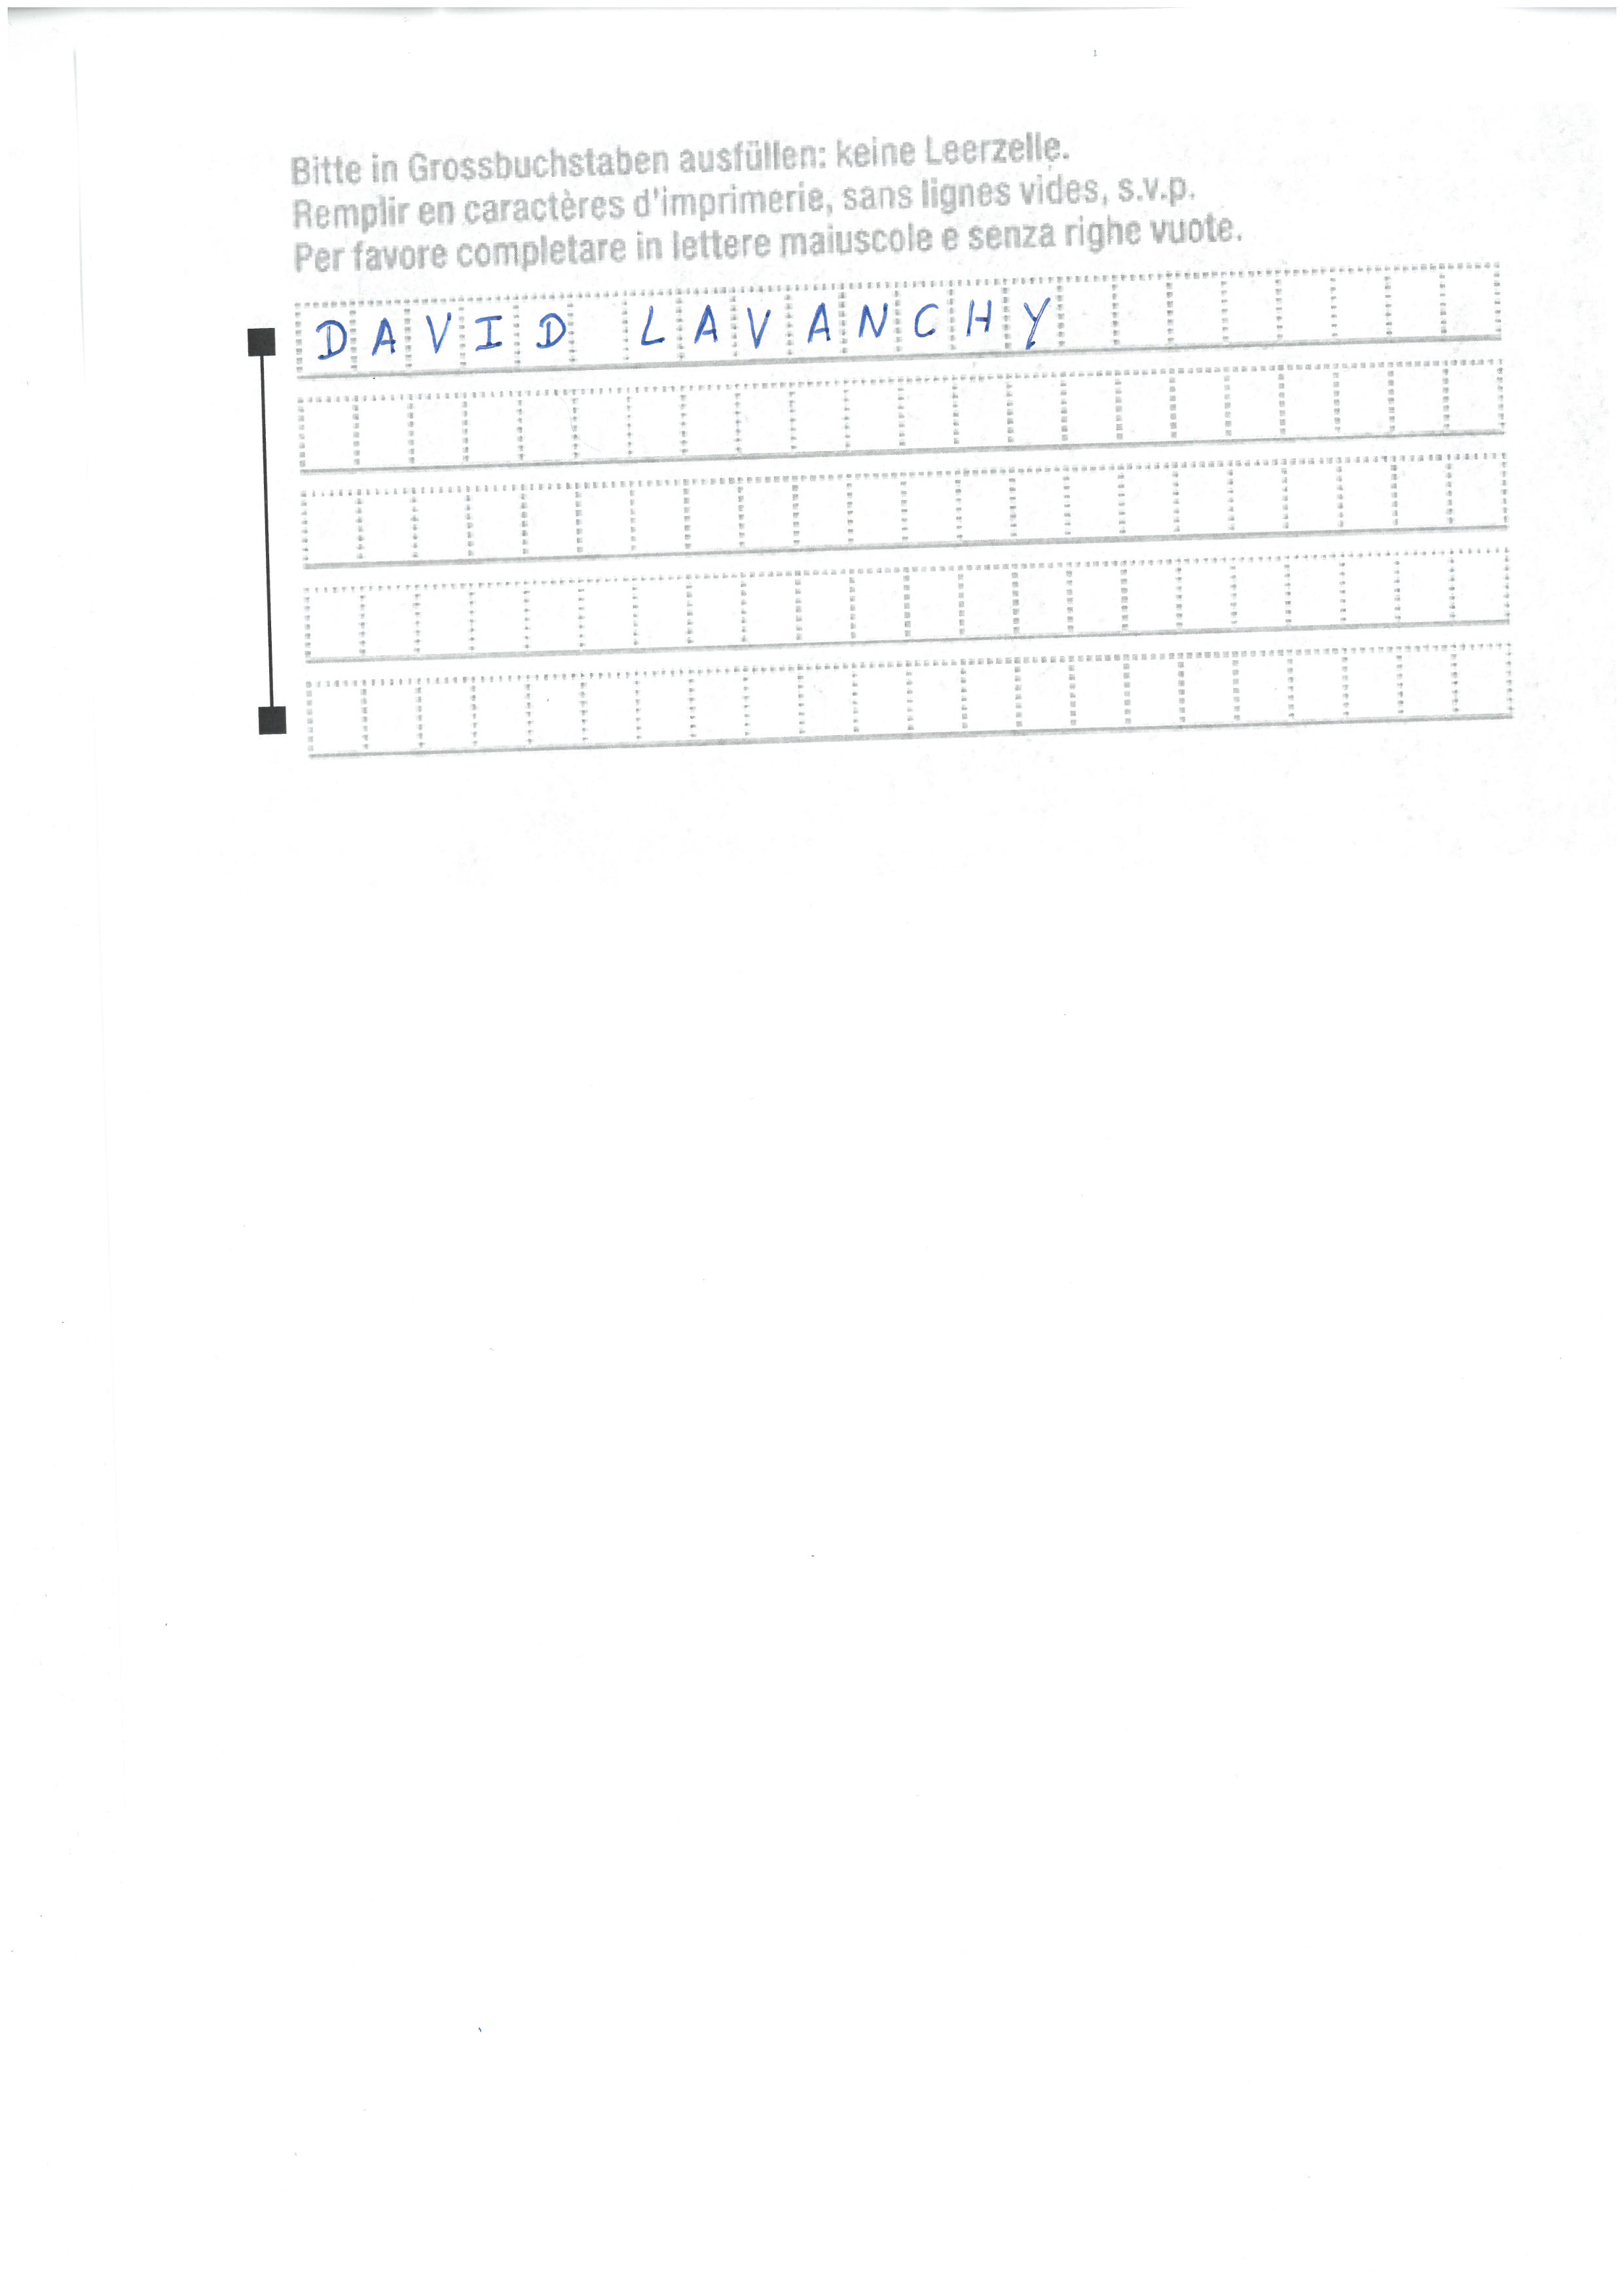 Bitte in Grossbuchstaben ausfüllen: keine Leerzelle.
Remplir en caractères d'imprimerie, sans lignes vides, s.v.p.
Per favore completare in lettere maiuscole e senza righe vuote.
DAVID LAVANCHY